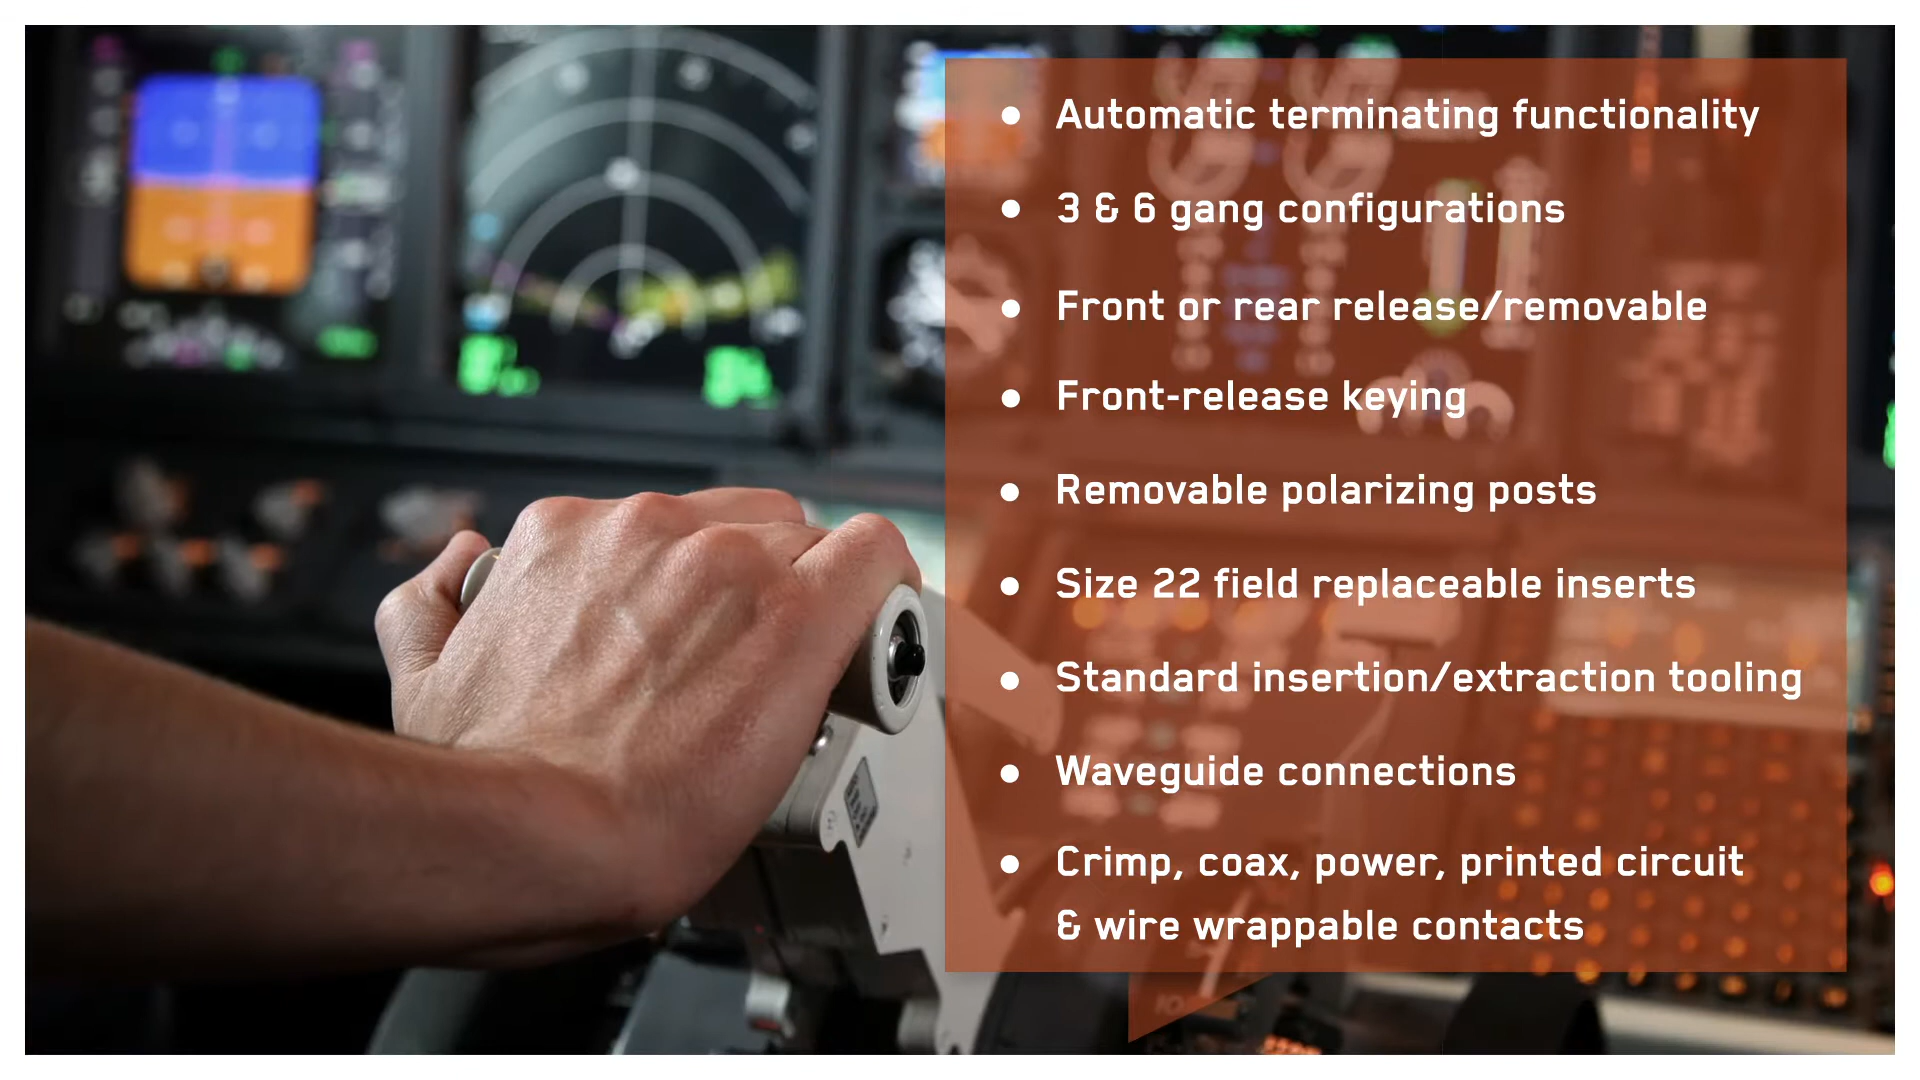 ● Automatic terminating functionality
● 3 & 6 gang configurations
● Front or rear release/removable
● Front-release keying
● Removable polarizing posts
● Size 22 field replaceable inserts
● Standard insertion/extraction tooling
● Waveguide connections
● Crimp, coax, power, printed circuit
& wire wrappable contacts